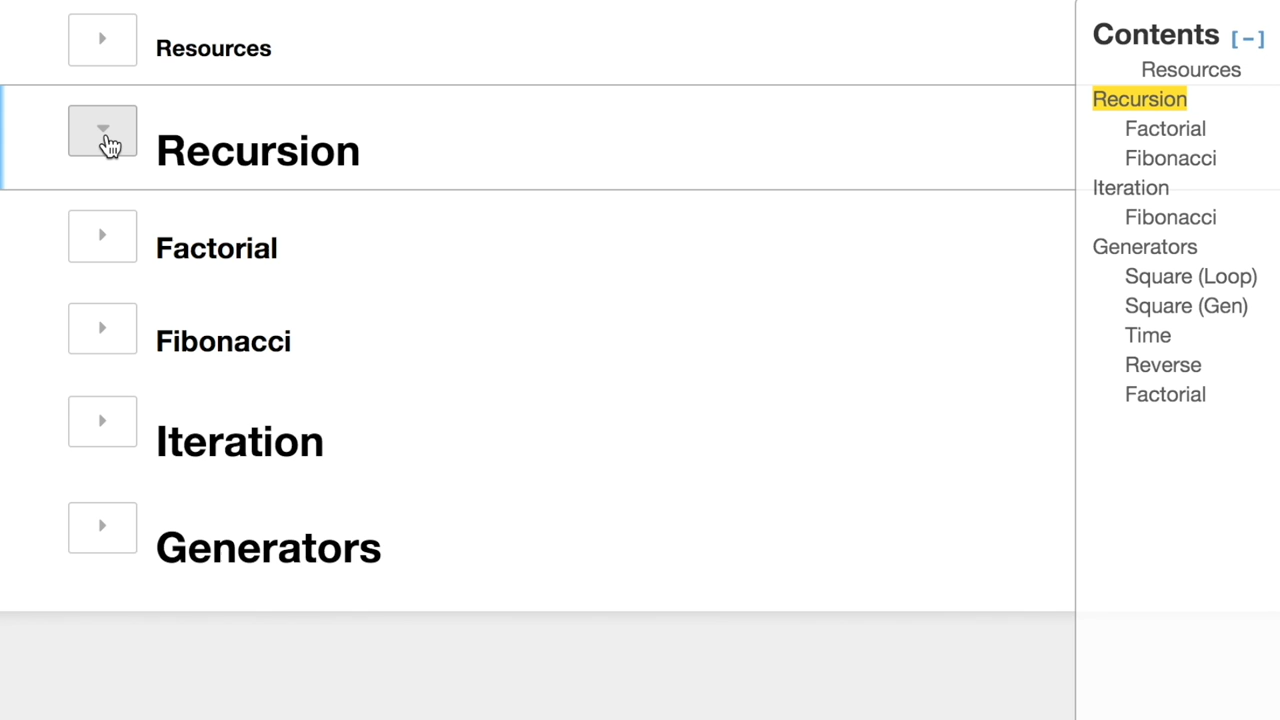 Resources
Recursion
Factorial
Fibonacci
Iteration
Generators
Contents [-]
Resources
Recursion
Factorial
Fibonacci
Iteration
Fibonacci
Generators
Square (Loop)
Square (Gen)
Time
Reverse
Factorial